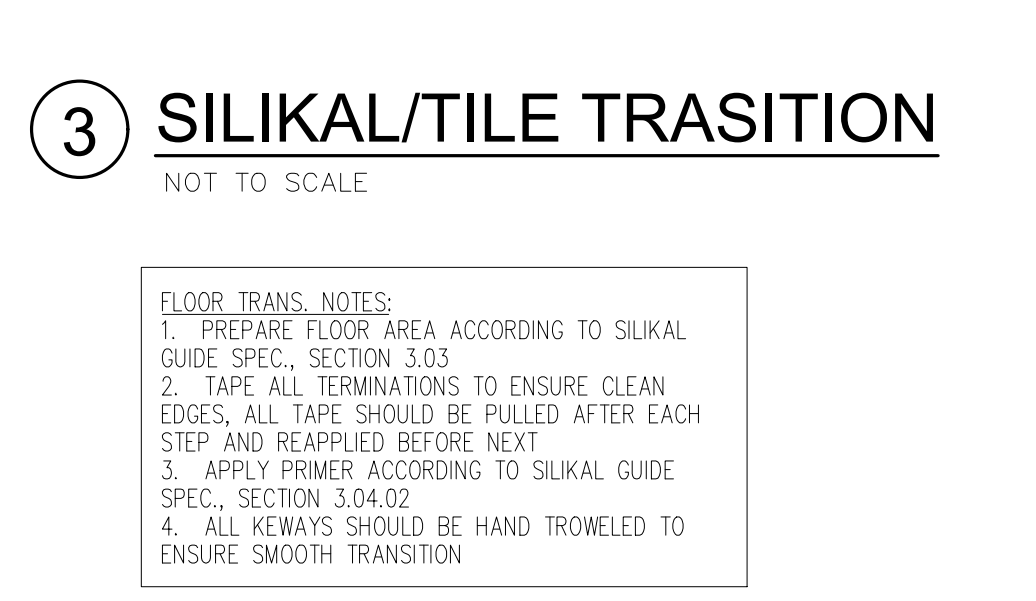 3 SILIKAL/TILE TRASITION
NOT TO SCALE
FLOOR TRANS. NOTES:
1. PREPARE FLOOR AREA ACCORDING TO SILIKAL
GUIDE SPEC., SECTION 3.03
2. TAPE ALL TERMINATIONS TO ENSURE CLEAN
EDGES, ALL TAPE SHOULD BE PULLED AFTER EACH
STEP AND REAPPLIED BEFORE NEXT
3. APPLY PRIMER ACCORDING TO SILIKAL GUIDE
SPEC., SECTION 3.04.02
4. ALL KEWAYS SHOULD BE HAND TROWELED TO
ENSURE SMOOTH TRANSITION